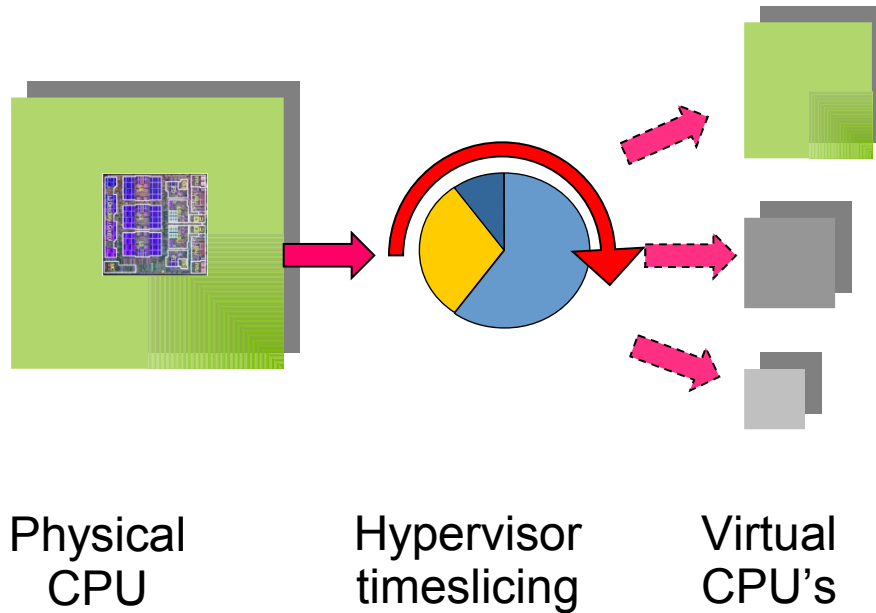 Physical
CPU
Hypervisor
timeslicing
Virtual
CPU's